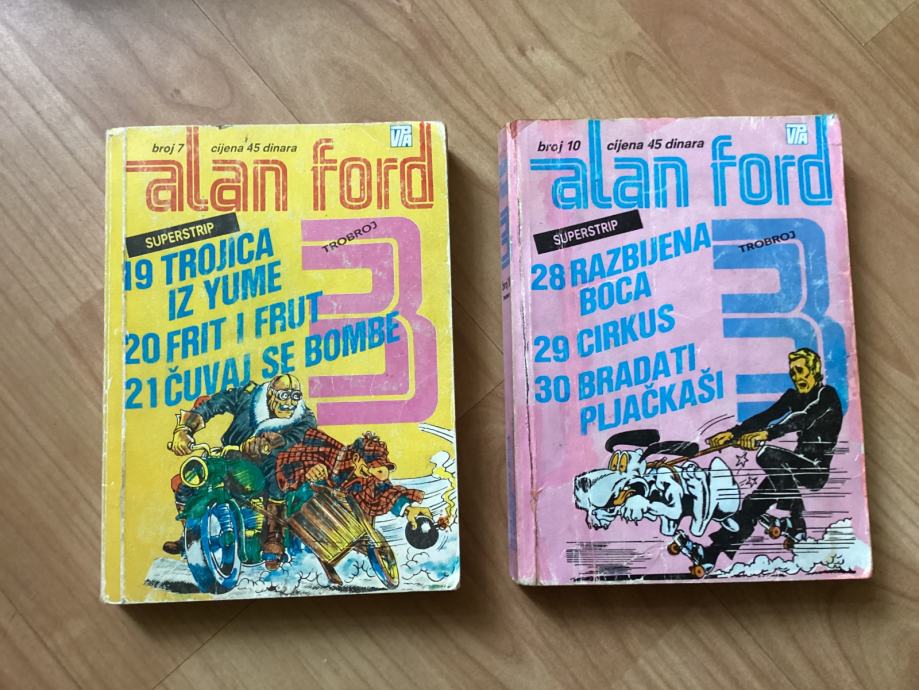 broj 7 cijena 45 dinara
VPA
alan ford
SUPERSTRIP
TROBROJ
3
19 TROJICA
IZ YUME
20 FRIT I FRUT
21 ČUVAJ SE BOMBE
broj 10 cijena 45 dinara
VPA
alan ford
SUPERSTRIP
TROBROJ
3
28 RAZBIJENA
BOCA
29 CIRKUS
30 BRADATI
PLJAČKAŠI